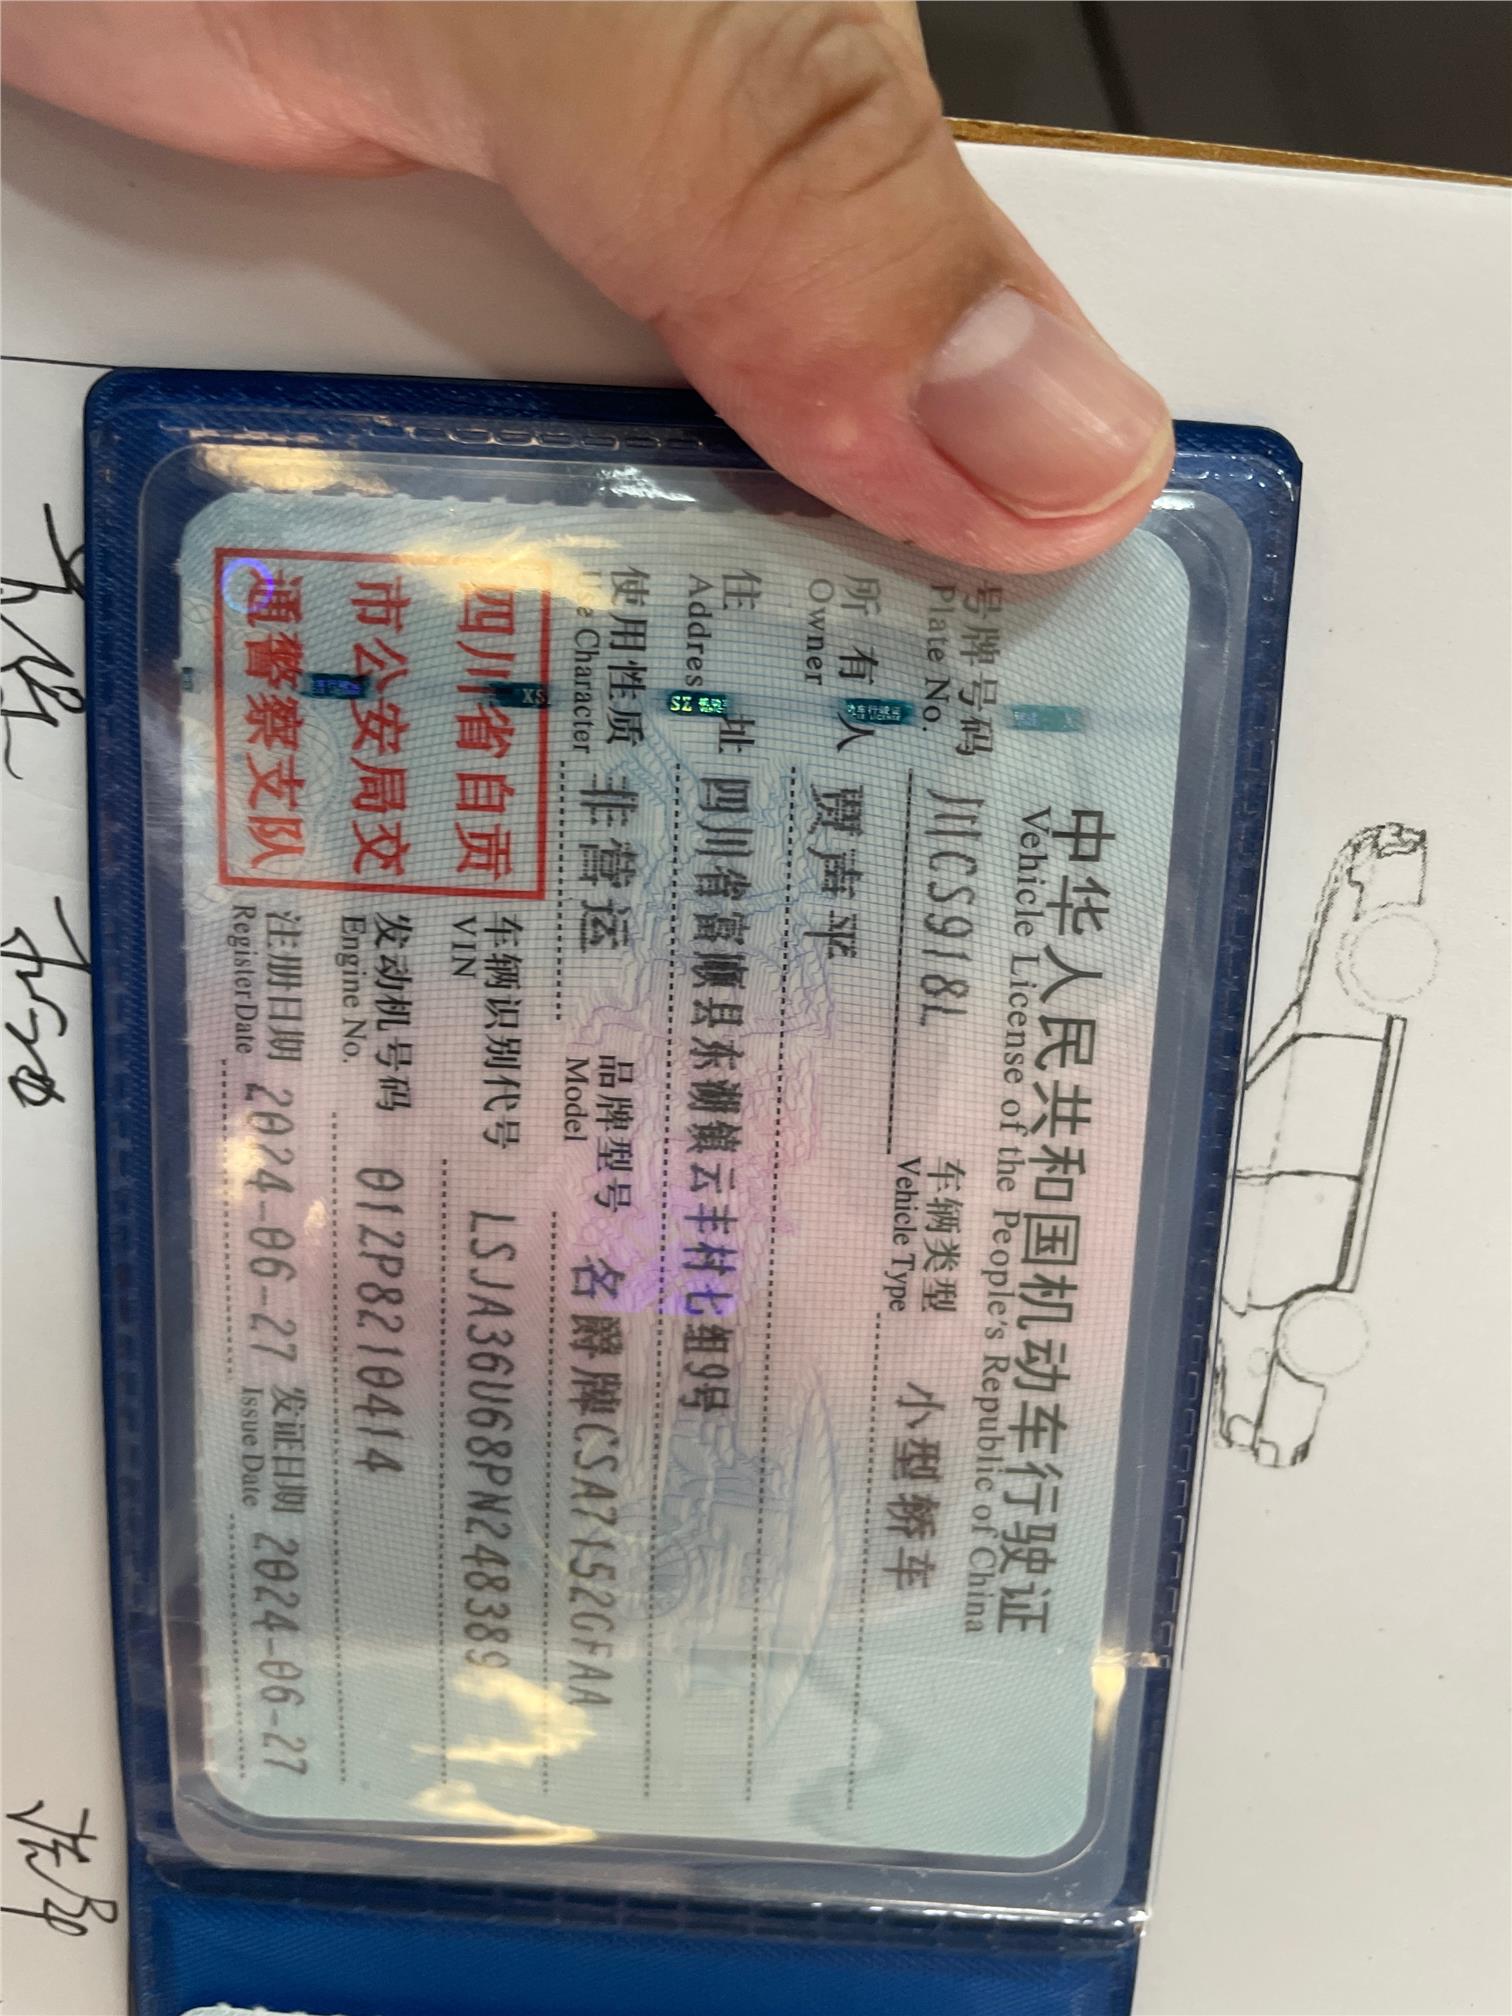 中华人民共和国机动车行驶证
Vehicle License of the People's Republic of China
号牌号码 川CS918L 车辆类型 小型轿车
Plate No. Vehicle Type
所有人 贾声平
Owner
住址 四川省富顺县东湖镇云丰村七组9号
Address
使用性质 非营运 品牌型号 名爵牌CSA7152GFAA
Use Character Model
四川省自贡
市公安局交
通警察支队
车辆识别代号 LSJA36U68PN248389
VIN
发动机号码 012P8210414
Engine No.
注册日期 2024-06-27 发证日期 2024-06-27
Register Date Issue Date